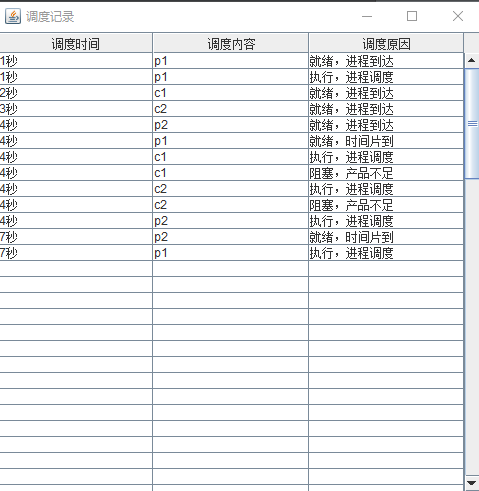 调度记录
调度时间 调度内容 调度原因
1秒 p1 就绪，进程到达
1秒 p1 执行，进程调度
2秒 c1 就绪，进程到达
3秒 c2 就绪，进程到达
4秒 p2 就绪，进程到达
4秒 p1 就绪，时间片到
4秒 c1 执行，进程调度
4秒 c1 阻塞，产品不足
4秒 c2 执行，进程调度
4秒 c2 阻塞，产品不足
4秒 p2 执行，进程调度
7秒 p2 就绪，时间片到
7秒 p1 执行，进程调度